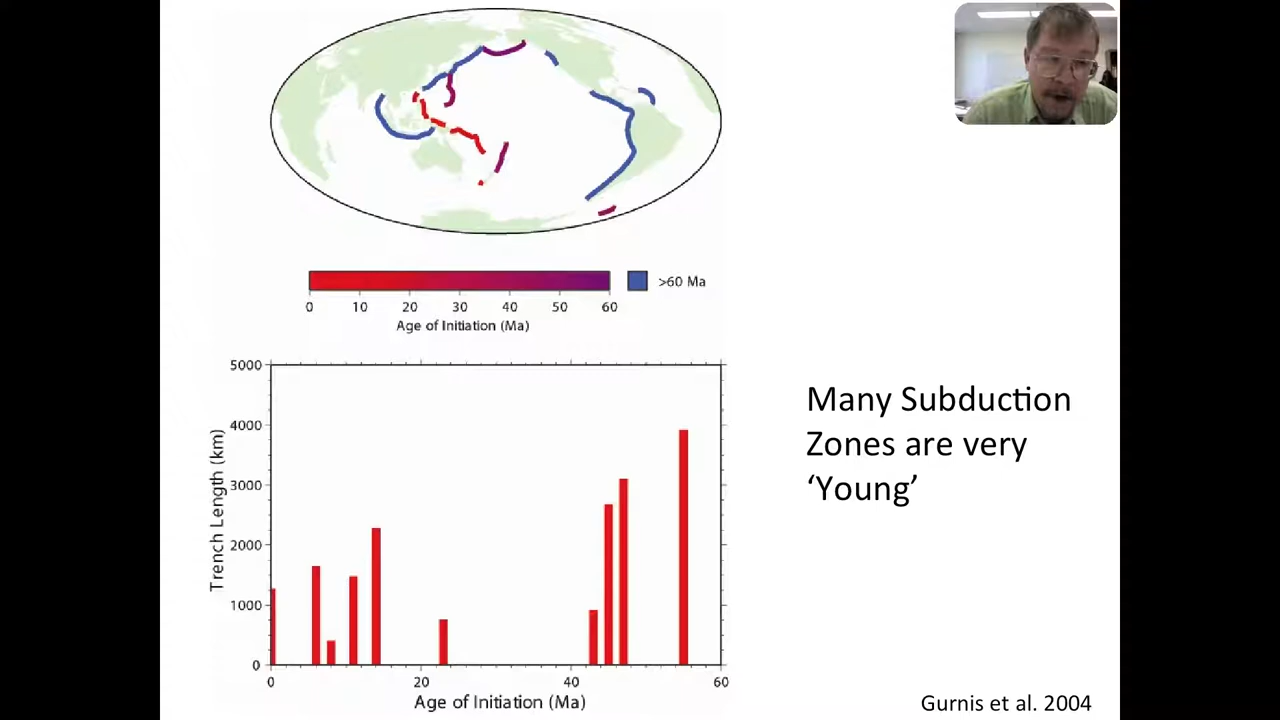 0 10 20 30 40 50 60
>60 Ma
Age of Initiation (Ma)
5000
4000
3000
2000
1000
0
Trench Length (km)
0 20 40 60
Age of Initiation (Ma)
Many Subduction
Zones are very
‘Young’
Gurnis et al. 2004